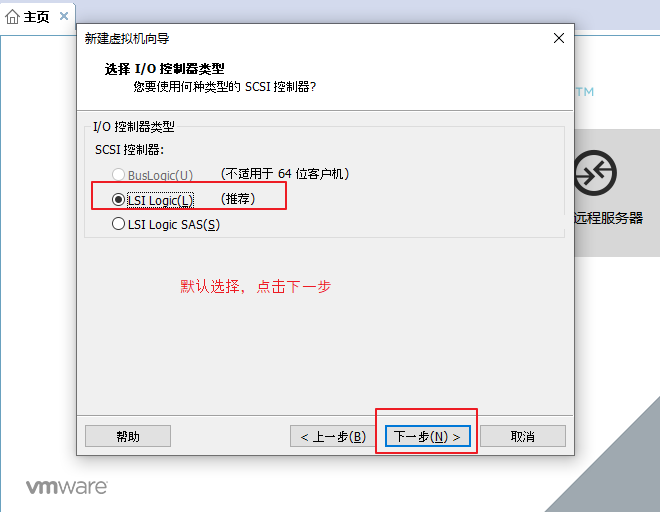 主页 ×
新建虚拟机向导
选择 I/O 控制器类型
您要使用何种类型的 SCSI 控制器?
TM
I/O 控制器类型
SCSI 控制器:
BusLogic(U) (不适用于 64 位客户机)
LSI Logic(L) (推荐)
LSI Logic SAS(S)
远程服务器
默认选择，点击下一步
帮助 < 上一步(B) 下一步(N) > 取消
vmware